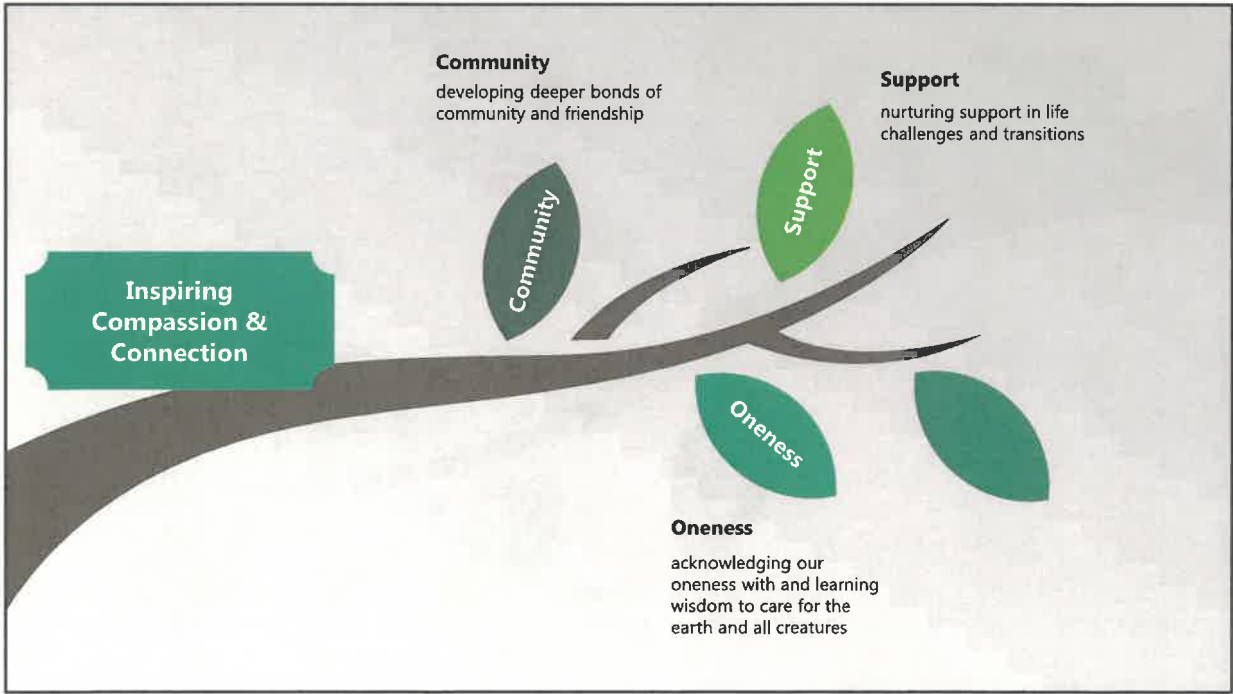 Community
developing deeper bonds of
community and friendship
Support
nurturing support in life
challenges and transitions
Community
Support
Inspiring
Compassion &
Connection
Oneness
Oneness
acknowledging our
oneness with and learning
wisdom to care for the
earth and all creatures